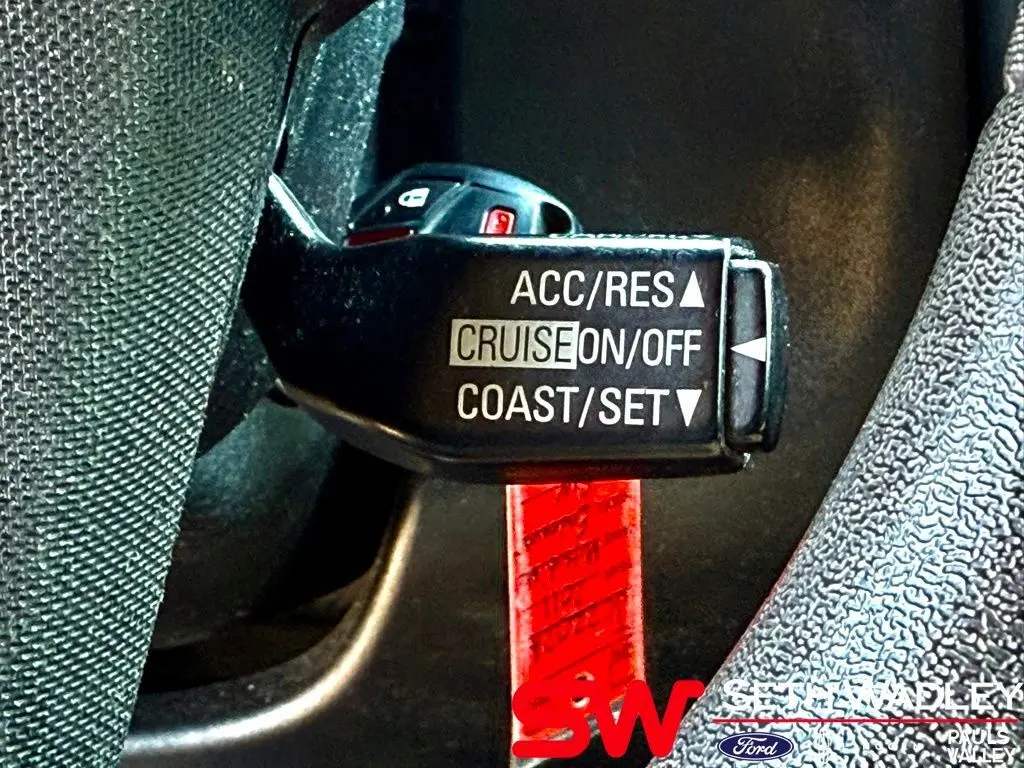 ACC/RES▲
CRUISE ON/OFF ◀
COAST/SET▼
SW SETH WADLEY
Ford PAULS
VALLEY